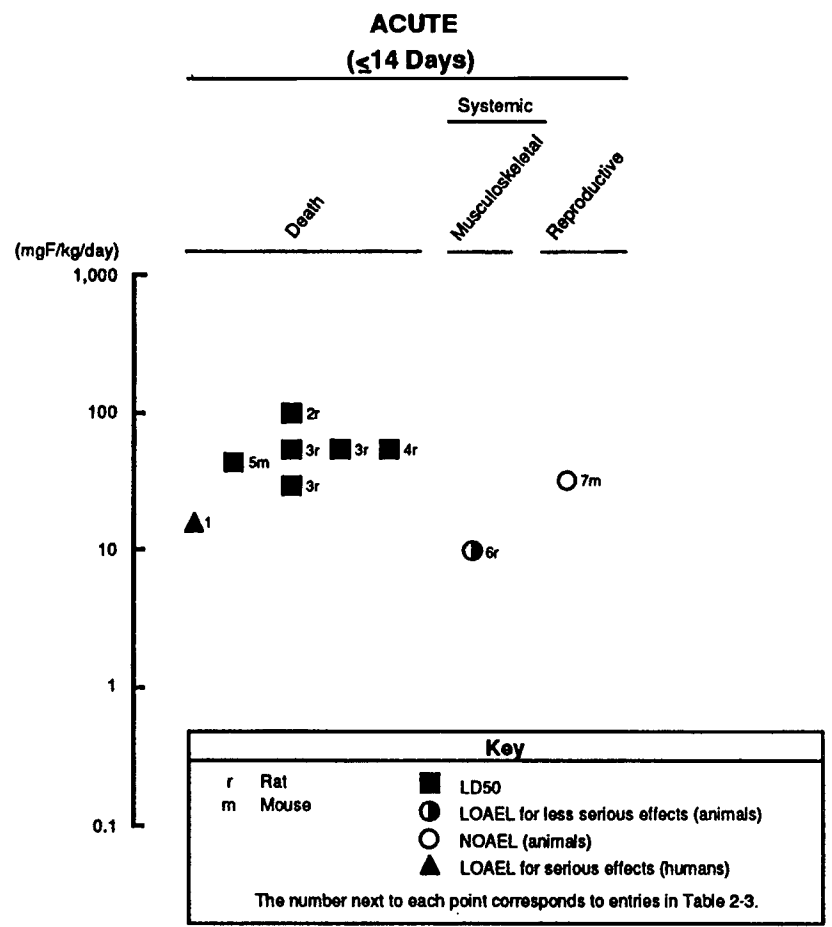 ACUTE
(≤14 Days)
Systemic
Death
Musculoskeletal
Reproductive
(mgF/kg/day)
1,000
100
2r
3r
3r
4r
5m
3r
7m
1
10
6r
1
0.1
Key
r Rat
m Mouse
LD50
LOAEL for less serious effects (animals)
NOAEL (animals)
LOAEL for serious effects (humans)
The number next to each point corresponds to entries in Table 2-3.